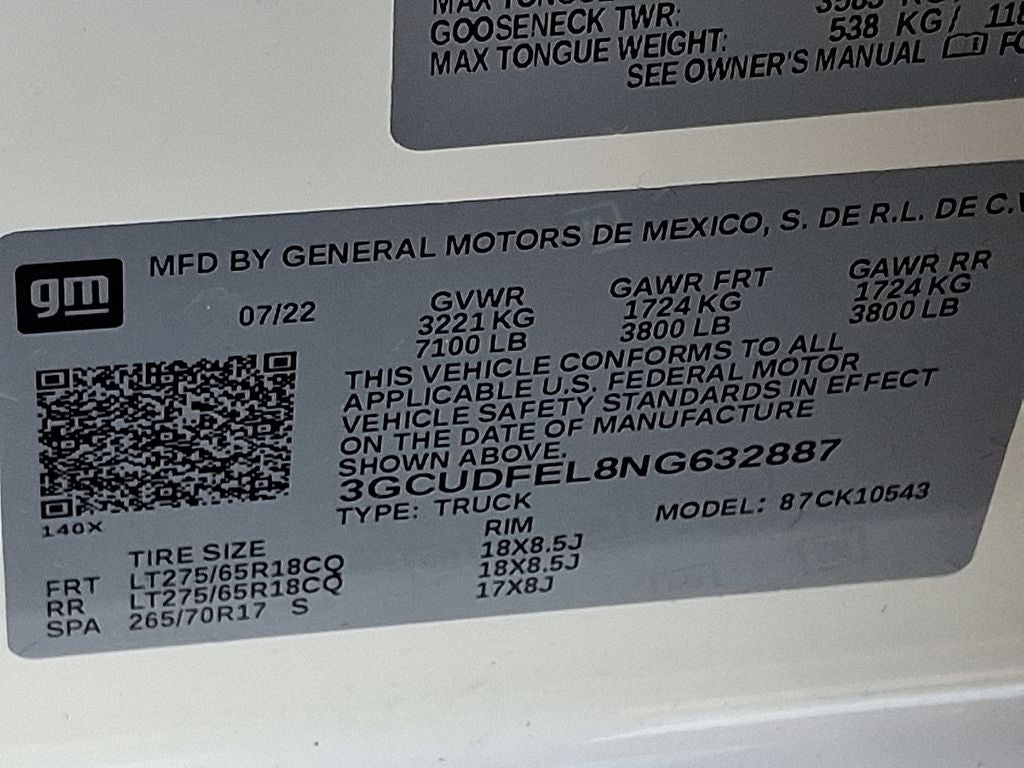 MAX TONGUE
GOOSENECK TWR:
MAX TONGUE WEIGHT: 538 KG/
SEE OWNER'S MANUAL
MFD BY GENERAL MOTORS DE MEXICO, S. DE R.L. DE C.V
gm
07/22
GVWR
3221 KG
7100 LB
GAWR FRT
1724 KG
3800 LB
GAWR RR
1724 KG
3800 LB
THIS VEHICLE CONFORMS TO ALL
APPLICABLE U.S. FEDERAL MOTOR
VEHICLE SAFETY STANDARDS IN EFFECT
ON THE DATE OF MANUFACTURE
SHOWN ABOVE.
3GCUDFEL8NG632887
TYPE: TRUCK MODEL: 87CK10543
140X
TIRE SIZE RIM
FRT LT275/65R18CQ 18X8.5J
RR LT275/65R18CQ 18X8.5J
SPA 265/70R17 S 17X8J